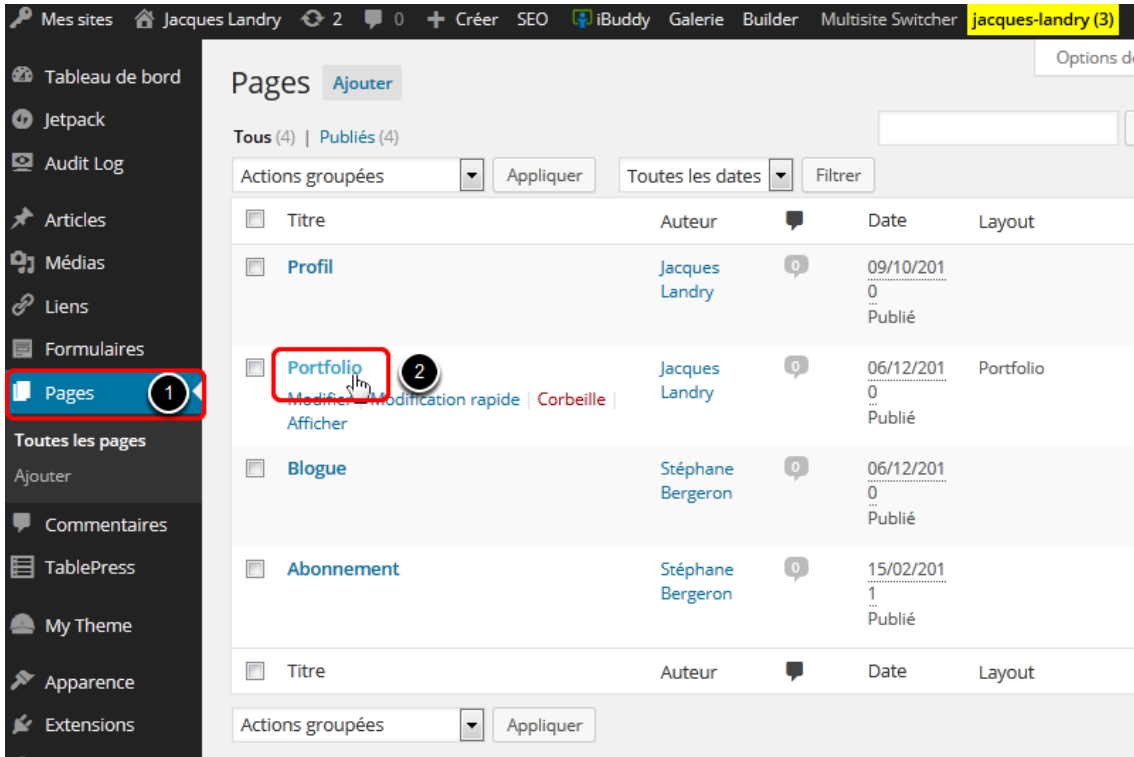 Mes sites Jacques Landry 2 0 + Créer SEO iBuddy Galerie Builder Multisite Switcher jacques-landry (3)
Options d
Tableau de bord
Jetpack
Audit Log
Articles
Médias
Liens
Formulaires
Pages 1
Toutes les pages
Ajouter
Commentaires
TablePress
My Theme
Apparence
Extensions
Pages Ajouter
Tous (4) | Publiés (4)
Actions groupées Appliquer Toutes les dates Filtrer
Titre Auteur Date Layout
Profil Jacques 0 09/10/201
Landry 0
Publié
Portfolio 2 Jacques 0 06/12/201 Portfolio
Modifier Modification rapide | Corbeille | Landry 0
Afficher Publié
Blogue Stéphane 0 06/12/201
Bergeron 0
Publié
Abonnement Stéphane 0 15/02/201
Bergeron 1
Publié
Titre Auteur Date Layout
Actions groupées Appliquer